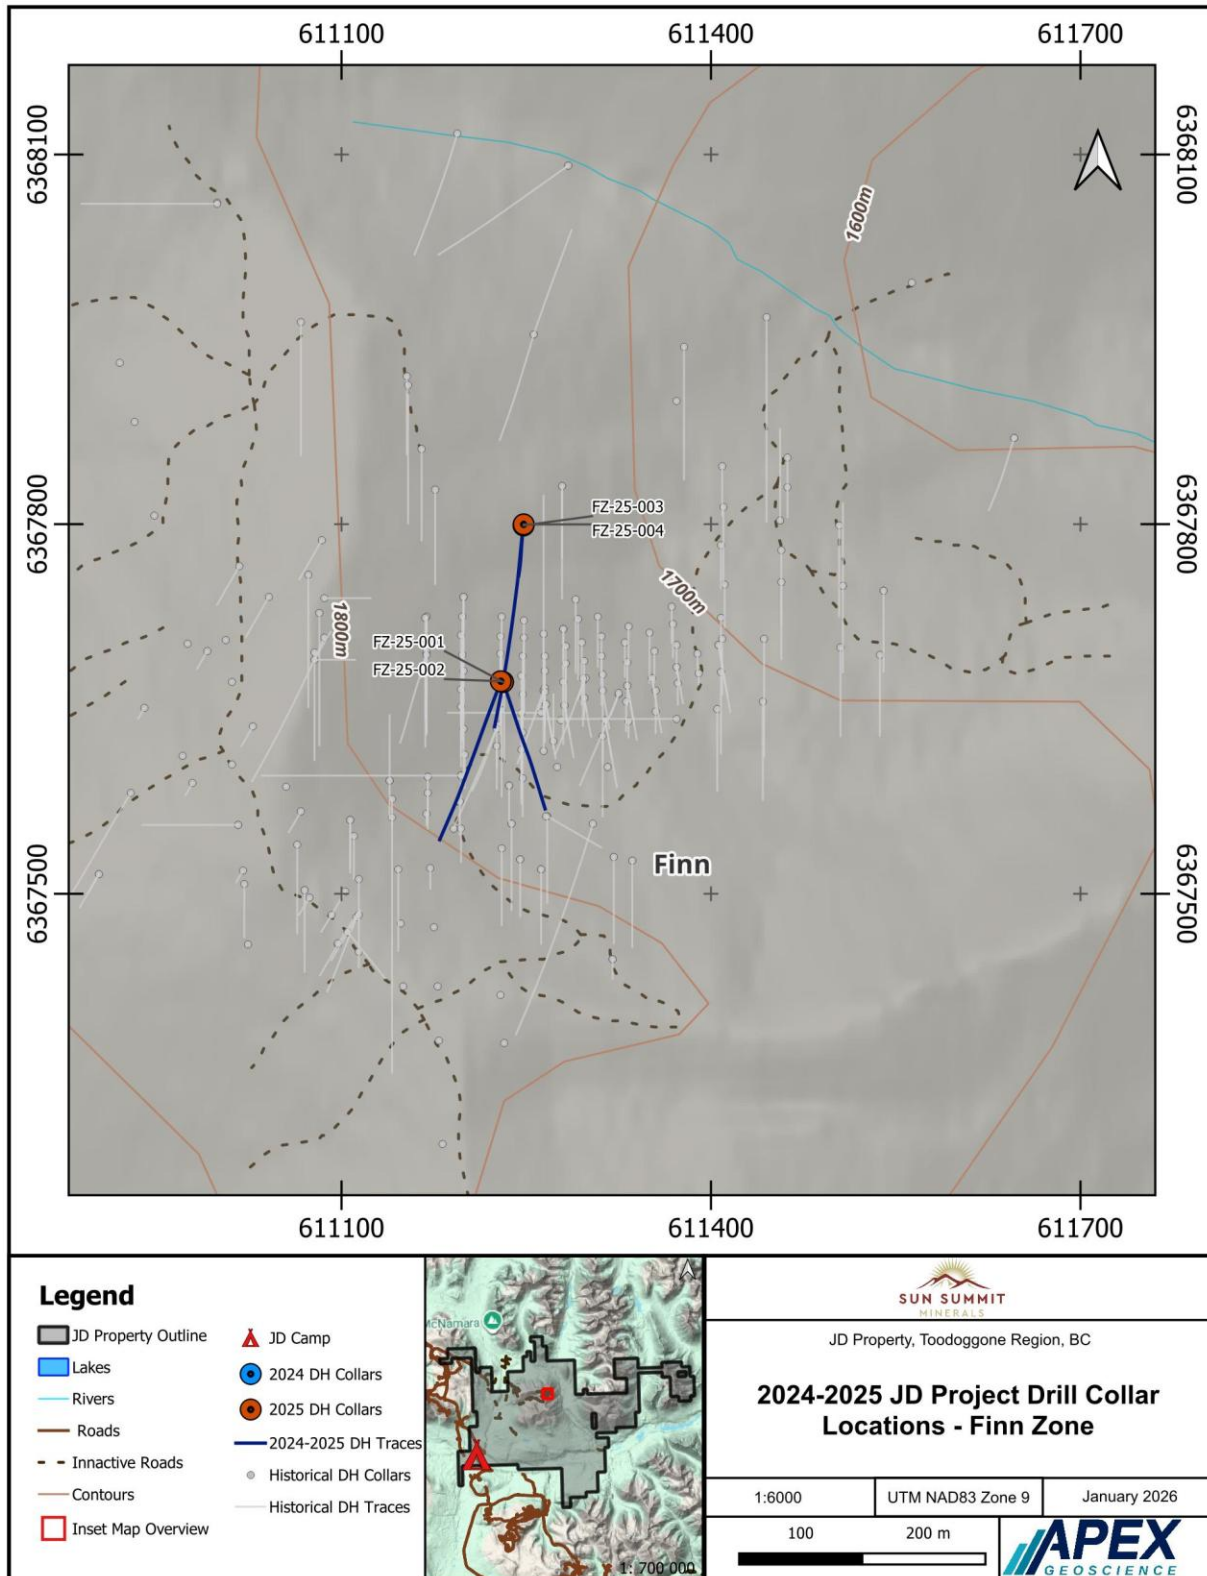 611100 611400 611700
6368100 6368100
1600m
6367800 6367800
FZ-25-003
FZ-25-004
1700m
1800m
FZ-25-001
FZ-25-002
Finn
6367500 6367500
611100 611400 611700
Legend
JD Property Outline
Lakes
Rivers
Roads
Innactive Roads
Contours
Inset Map Overview
JD Camp
2024 DH Collars
2025 DH Collars
2024-2025 DH Traces
Historical DH Collars
Historical DH Traces
McNamara
1: 700 000
SUN SUMMIT
MINERALS
JD Property, Toodoggone Region, BC
2024-2025 JD Project Drill Collar
Locations - Finn Zone
1:6000 UTM NAD83 Zone 9 January 2026
100 200 m
APEX
GEOSCIENCE